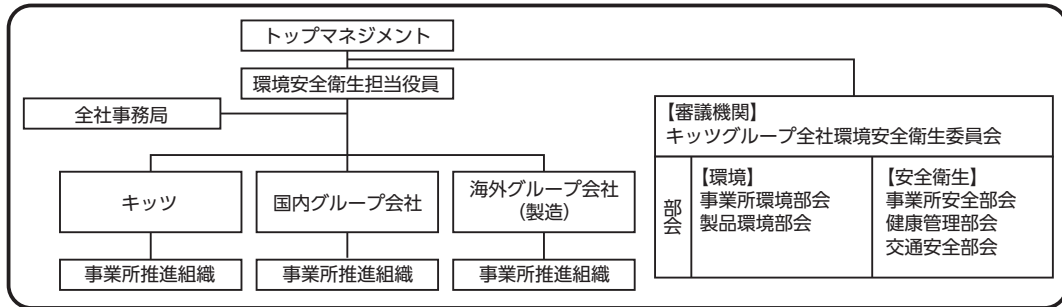 トップマネジメント
環境安全衛生担当役員
全社事務局
キッツ
国内グループ会社
海外グループ会社
(製造)
事業所推進組織
事業所推進組織
事業所推進組織
【審議機関】
キッツグループ全社環境安全衛生委員会
部会
【環境】
事業所環境部会
製品環境部会
【安全衛生】
事業所安全部会
健康管理部会
交通安全部会